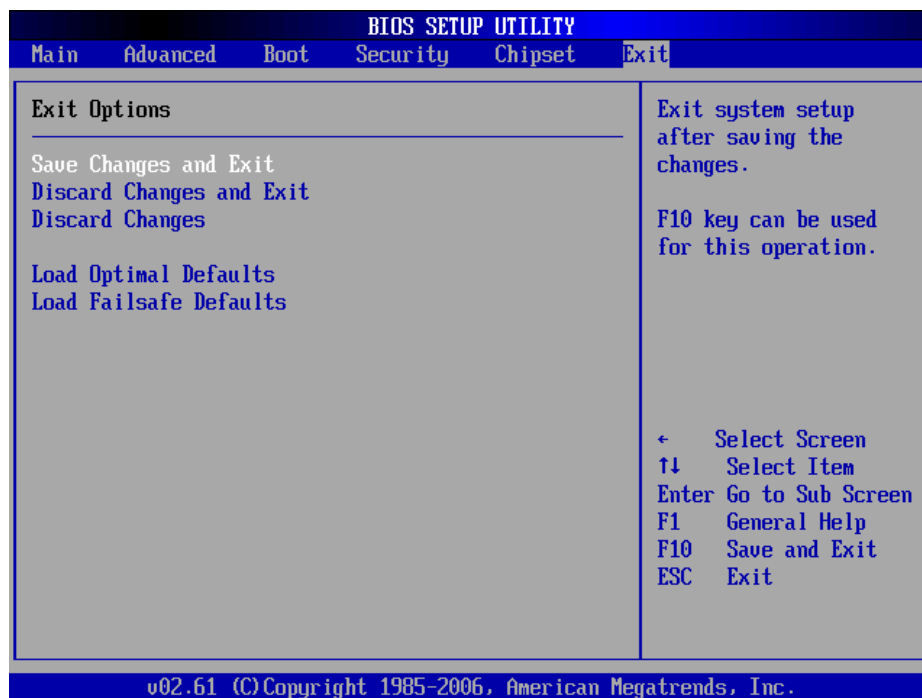 BIOS SETUP UTILITY
Main Advanced Boot Security Chipset Exit
Exit Options
Save Changes and Exit
Discard Changes and Exit
Discard Changes
Load Optimal Defaults
Load Failsafe Defaults
Exit system setup
after saving the
changes.
F10 key can be used
for this operation.
← Select Screen
↑↓ Select Item
Enter Go to Sub Screen
F1 General Help
F10 Save and Exit
ESC Exit
v02.61 (C)Copyright 1985-2006, American Megatrends, Inc.